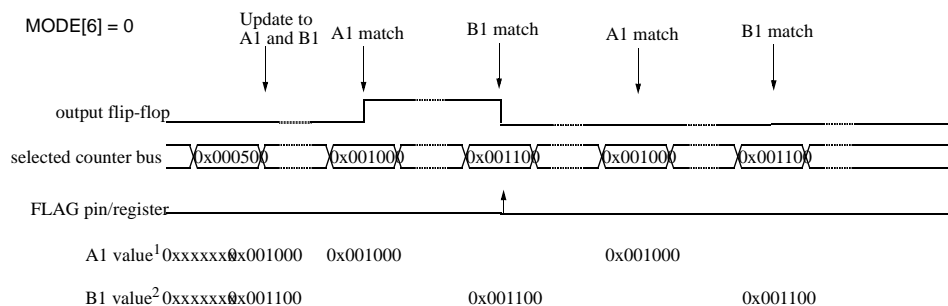 MODE[6] = 0
Update to
A1 and B1
A1 match
B1 match
A1 match
B1 match
output flip-flop
selected counter bus
0x000500
0x001000
0x001100
0x001000
0x001100
FLAG pin/register
A1 value1 0xxxxxxx 0x001000 0x001000 0x001000
B1 value2 0xxxxxxx 0x001100 0x001100 0x001100